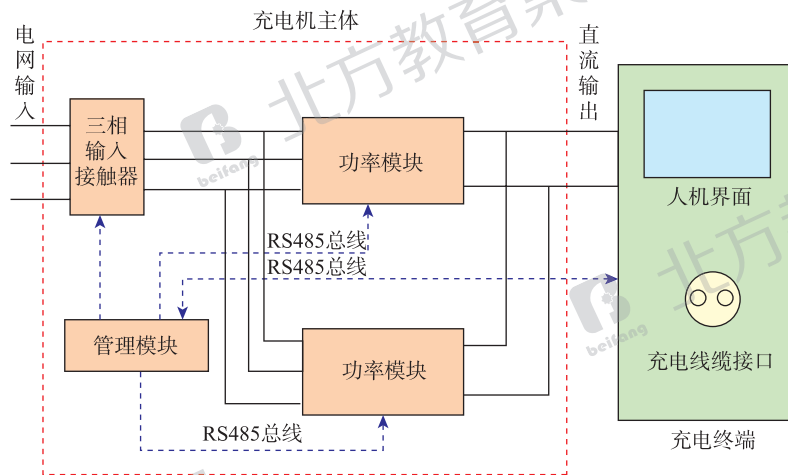 充电机主体
电网输入
直流输出
三相
输入
接触器
功率模块
人机界面
RS485总线
RS485总线
管理模块
功率模块
充电线缆接口
RS485总线
充电终端
北方教育
beifang
北方教
beifang